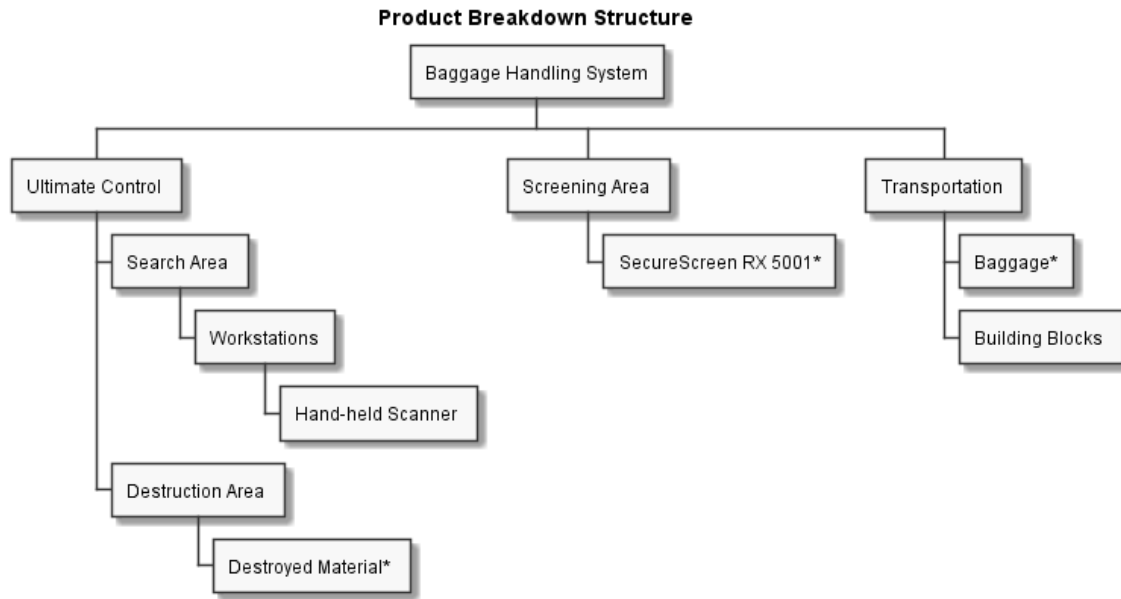 Product Breakdown Structure
Baggage Handling System
Ultimate Control
Screening Area
Transportation
Search Area
SecureScreen RX 5001*
Baggage*
Workstations
Building Blocks
Hand-held Scanner
Destruction Area
Destroyed Material*